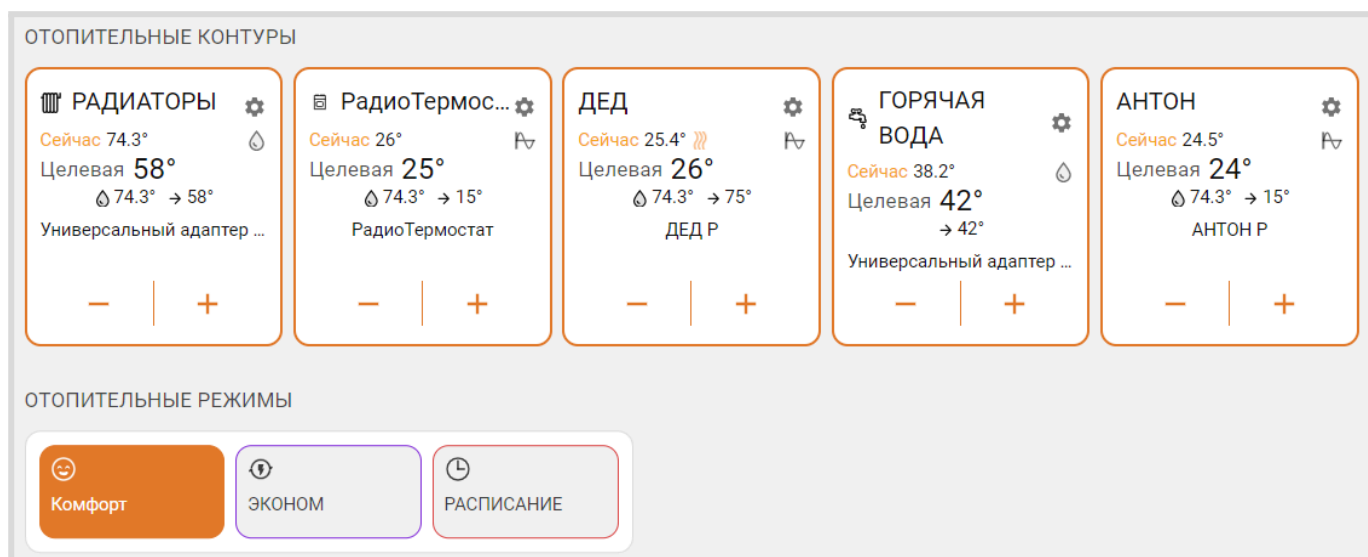 ОТОПИТЕЛЬНЫЕ КОНТУРЫ
РАДИАТОРЫ
Сейчас 74.3°
Целевая 58°
74.3° → 58°
Универсальный адаптер ...
− +
РадиоТермос...
Сейчас 26°
Целевая 25°
74.3° → 15°
РадиоТермостат
− +
ДЕД
Сейчас 25.4°
Целевая 26°
74.3° → 75°
ДЕД Р
− +
ГОРЯЧАЯ
ВОДА
Сейчас 38.2°
Целевая 42°
→ 42°
Универсальный адаптер ...
− +
АНТОН
Сейчас 24.5°
Целевая 24°
74.3° → 15°
АНТОН Р
− +
ОТОПИТЕЛЬНЫЕ РЕЖИМЫ
Комфорт
ЭКОНОМ
РАСПИСАНИЕ